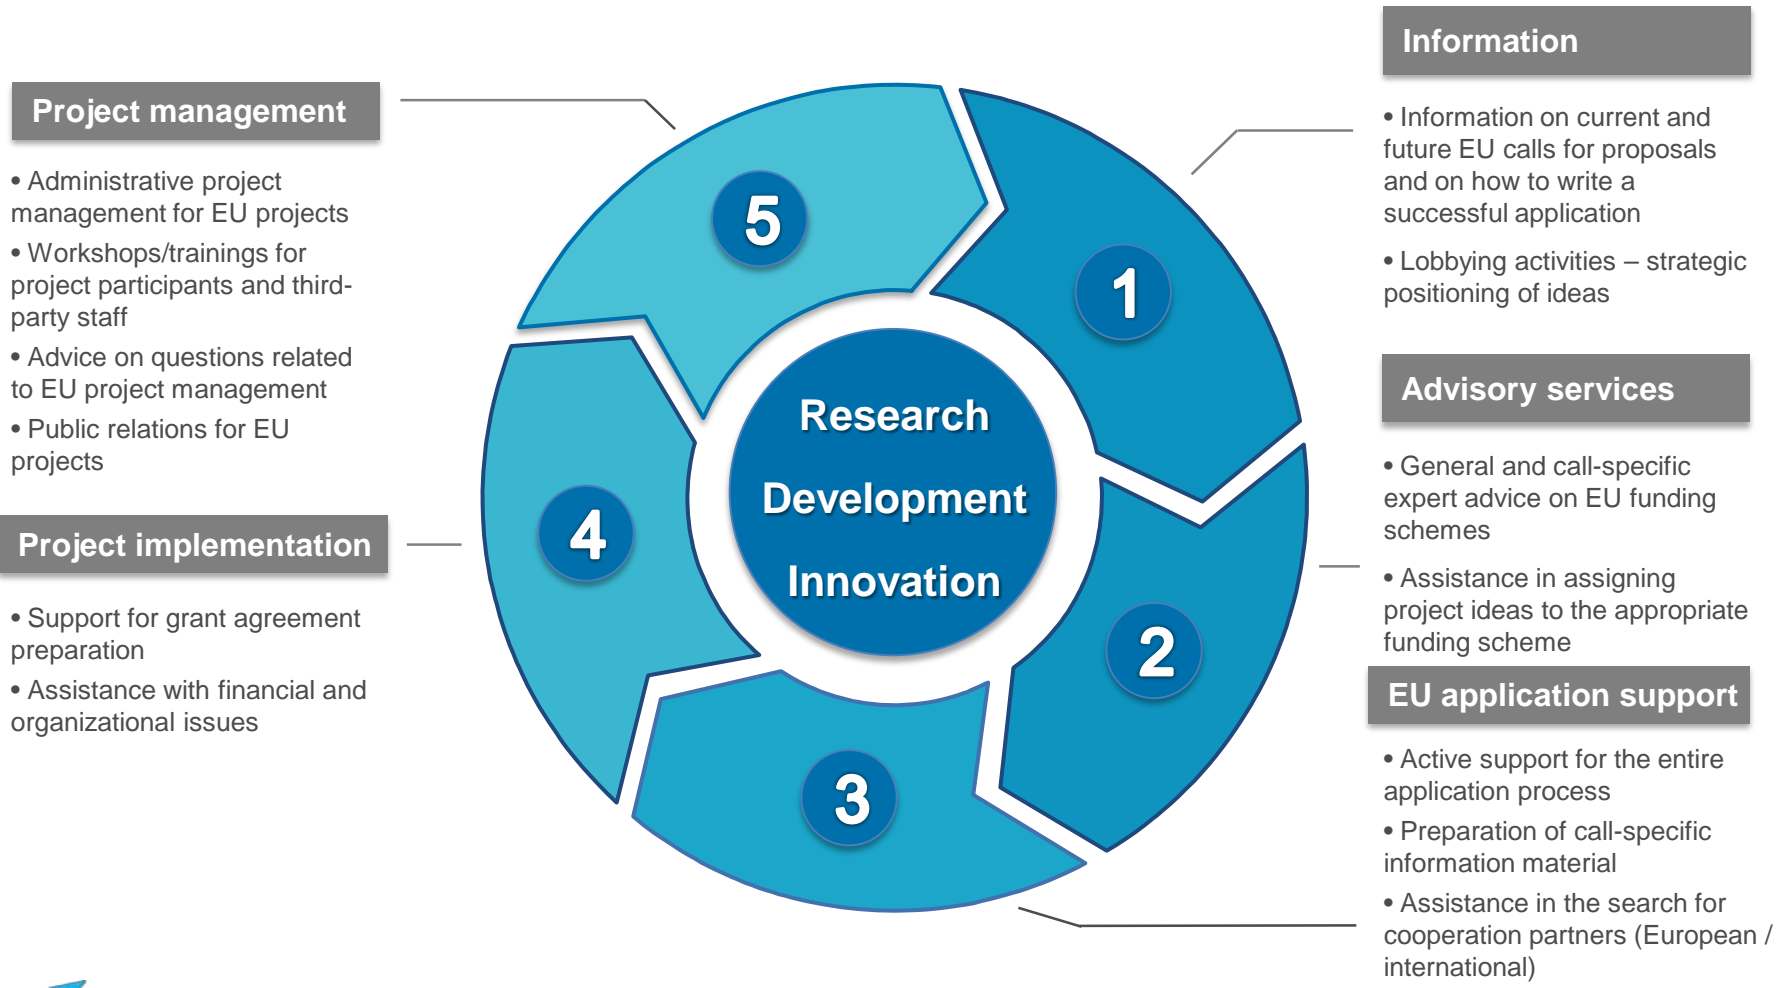 Information
• Information on current and
future EU calls for proposals
and on how to write a
successful application
• Lobbying activities – strategic
positioning of ideas
Advisory services
• General and call-specific
expert advice on EU funding
schemes
• Assistance in assigning
project ideas to the appropriate
funding scheme
EU application support
• Active support for the entire
application process
• Preparation of call-specific
information material
• Assistance in the search for
cooperation partners (European /
international)
Project implementation
• Support for grant agreement
preparation
• Assistance with financial and
organizational issues
Project management
• Administrative project
management for EU projects
• Workshops/trainings for
project participants and third-
party staff
• Advice on questions related
to EU project management
• Public relations for EU
projects
1
2
3
4
5
Research
Development
Innovation